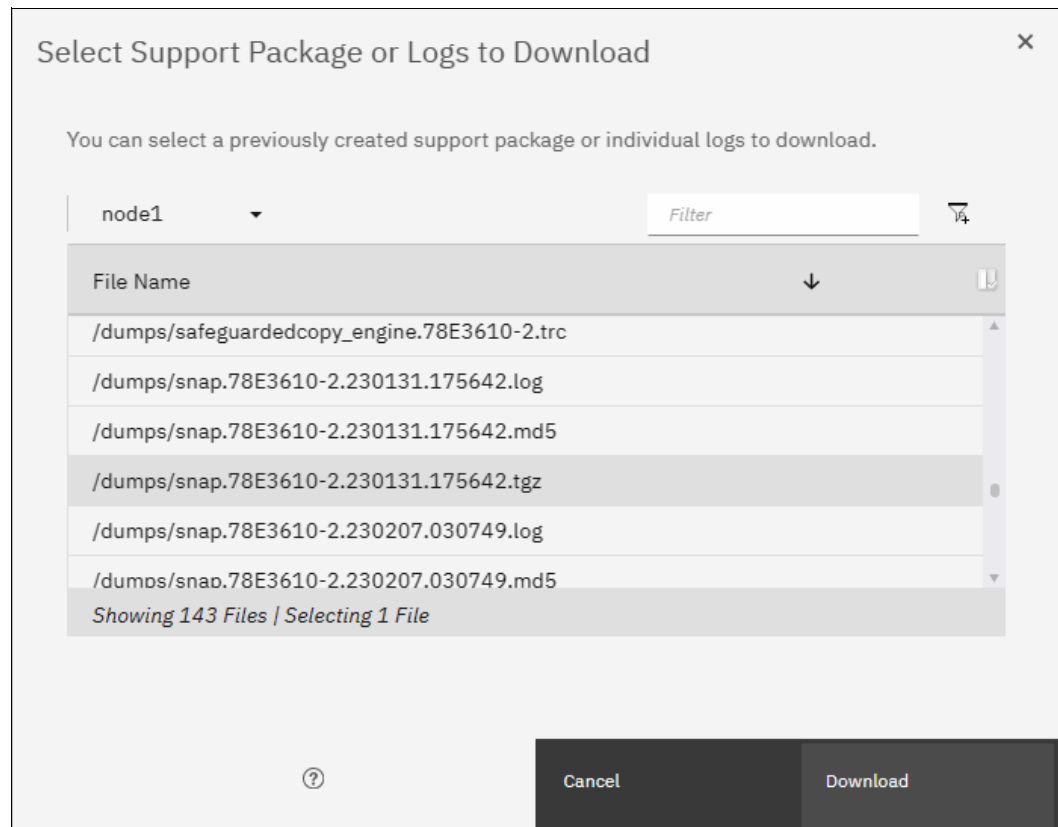 Select Support Package or Logs to Download
You can select a previously created support package or individual logs to download.
node1
Filter
File Name
/dumps/safeguardedcopy_engine.78E3610-2.trc
/dumps/snap.78E3610-2.230131.175642.log
/dumps/snap.78E3610-2.230131.175642.md5
/dumps/snap.78E3610-2.230131.175642.tgz
/dumps/snap.78E3610-2.230207.030749.log
/dumps/snap.78E3610-2.230207.030749.md5
Showing 143 Files | Selecting 1 File
Cancel
Download